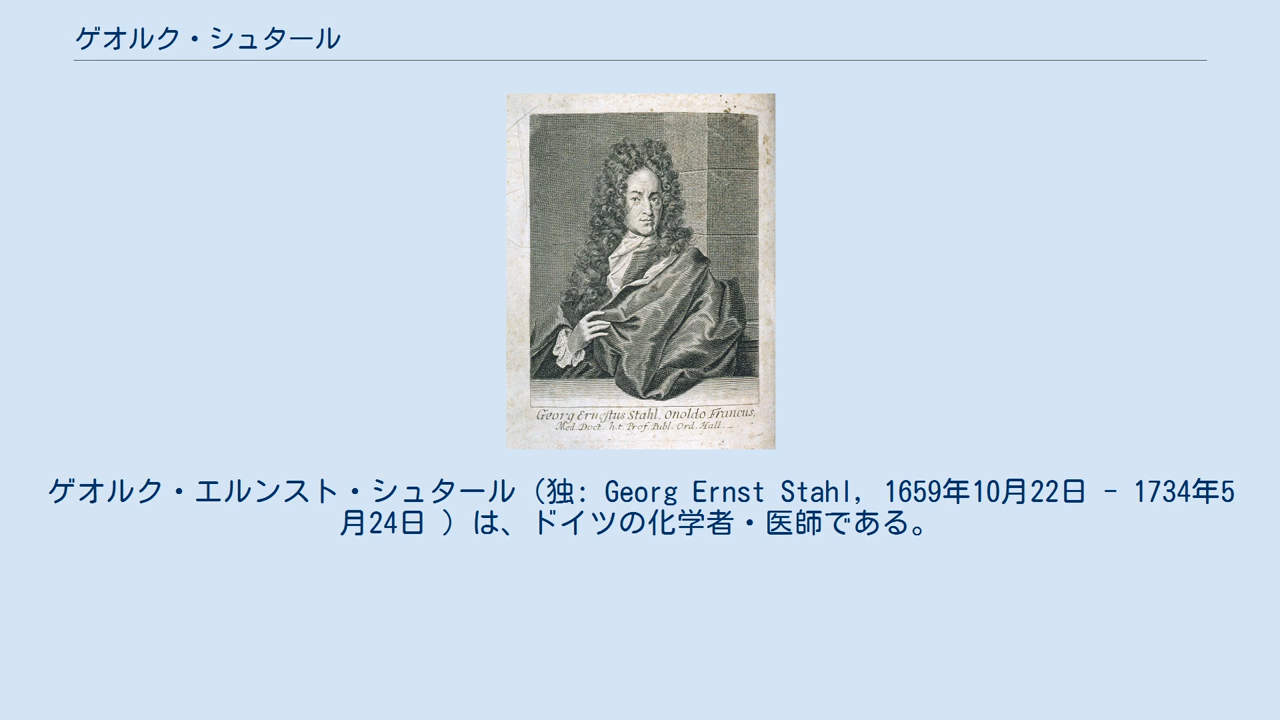 ゲオルク・シュタール
Georg Ernestus Stahl, Onoldo Francus,
Med. Doct. h.t. Prof. Publ. Ord. Hall.
ゲオルク・エルンスト・シュタール（独: Georg Ernst Stahl, 1659年10月22日 - 1734年5
月24日 ）は、ドイツの化学者・医師である。